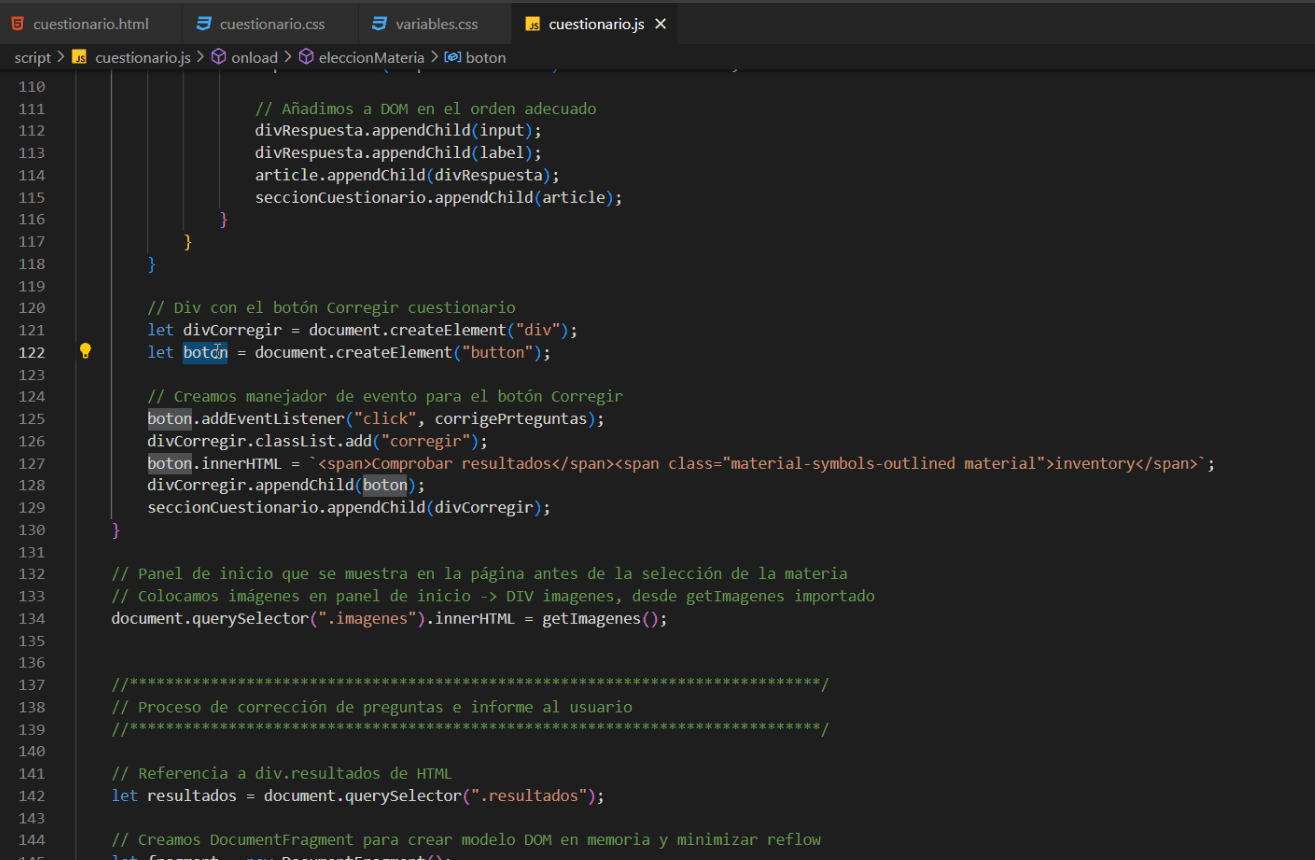 cuestionario.html cuestionario.css variables.css JS cuestionario.js ×
script > JS cuestionario.js > onload > eleccionMateria > boton
110
111 // Añadimos a DOM en el orden adecuado
112 divRespuesta.appendChild(input);
113 divRespuesta.appendChild(label);
114 article.appendChild(divRespuesta);
115 seccionCuestionario.appendChild(article);
116 }
117 }
118 }
119
120 // Div con el botón Corregir cuestionario
121 let divCorregir = document.createElement("div");
122 let boton = document.createElement("button");
123
124 // Creamos manejador de evento para el botón Corregir
125 boton.addEventListener("click", corrigePrteguntas);
126 divCorregir.classList.add("corregir");
127 boton.innerHTML = `<span>Comprobar resultados</span><span class="material-symbols-outlined material">inventory</span>`;
128 divCorregir.appendChild(boton);
129 seccionCuestionario.appendChild(divCorregir);
130 }
131
132 // Panel de inicio que se muestra en la página antes de la selección de la materia
133 // Colocamos imágenes en panel de inicio -> DIV imagenes, desde getImagenes importado
134 document.querySelector(".imagenes").innerHTML = getImagenes();
135
136
137 //*****************************************************************************/
138 // Proceso de corrección de preguntas e informe al usuario
139 //*****************************************************************************/
140
141 // Referencia a div.resultados de HTML
142 let resultados = document.querySelector(".resultados");
143
144 // Creamos DocumentFragment para crear modelo DOM en memoria y minimizar reflow
145 let fragment = new DocumentFragment();